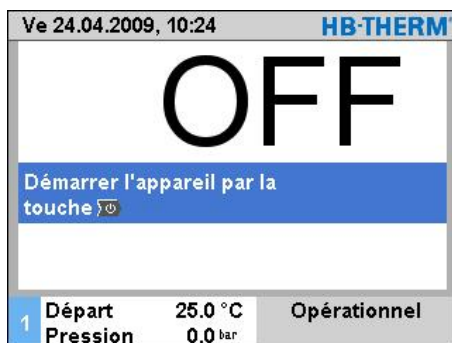 Ve 24.04.2009, 10:24 HB-THERM
OFF
Démarrer l'appareil par la
touche
1 Départ 25.0 °C Opérationnel
Pression 0.0 bar